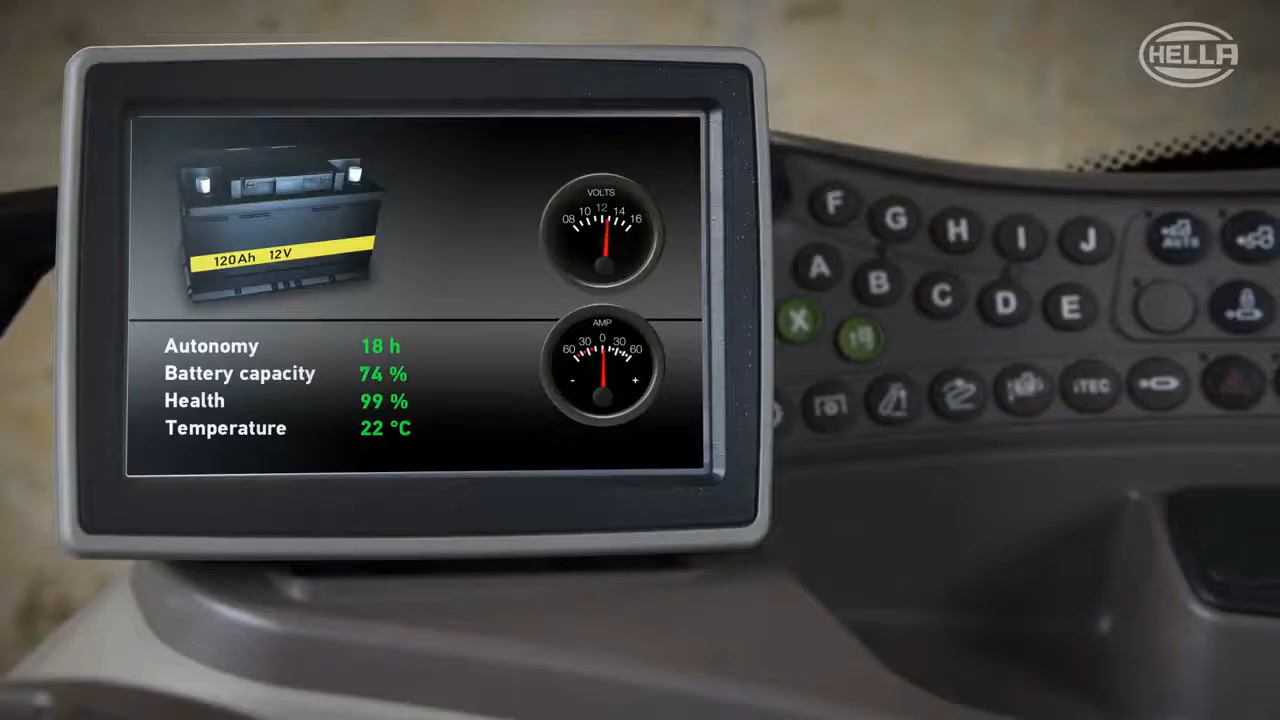 HELLA
VOLTS
08 10 12 14 16
120Ah 12V
AMP
60 30 0 30 60
- +
Autonomy 18 h
Battery capacity 74 %
Health 99 %
Temperature 22 °C
F G H I J
AUTO
A B C D E
X
iTEC